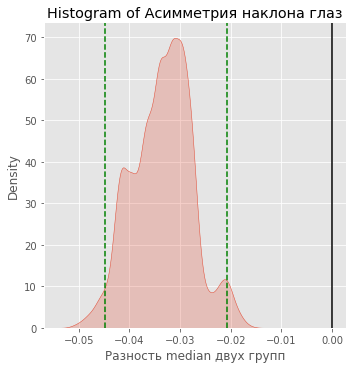 Histogram of Асимметрия наклона глаз
70
60
50
40
30
20
10
0
Density
−0.05 −0.04 −0.03 −0.02 −0.01 0.00
Разность median двух групп